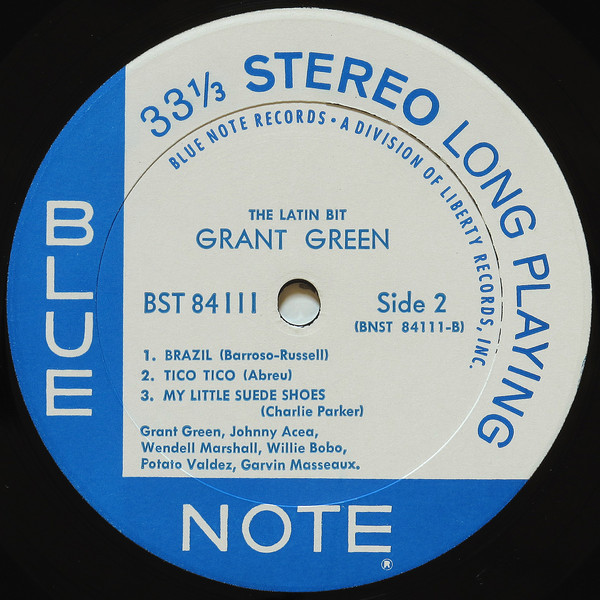 33⅓ STEREO LONG PLAYING
BLUE NOTE RECORDS • A DIVISION OF LIBERTY RECORDS, INC.
THE LATIN BIT
GRANT GREEN
BST 84111
Side 2
(BNST 84111-B)
1. BRAZIL (Barroso-Russell)
2. TICO TICO (Abreu)
3. MY LITTLE SUEDE SHOES
(Charlie Parker)
Grant Green, Johnny Acea,
Wendell Marshall, Willie Bobo,
Potato Valdez, Garvin Masseaux.
BLUE
NOTE®